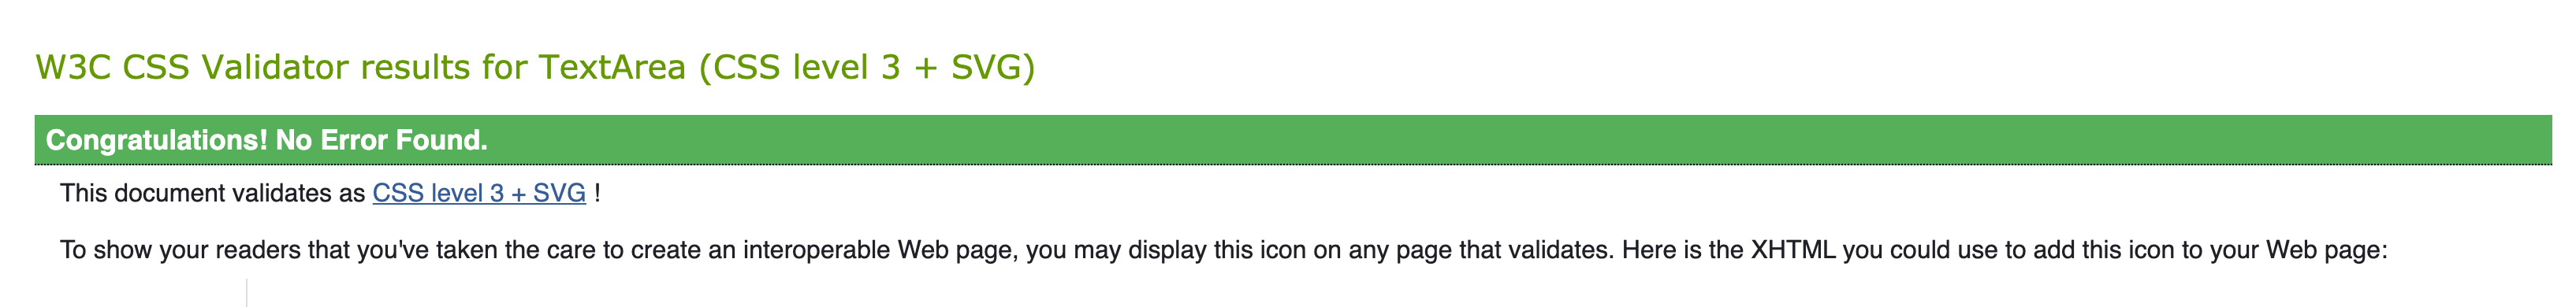 W3C CSS Validator results for TextArea (CSS level 3 + SVG)
Congratulations! No Error Found.
This document validates as CSS level 3 + SVG !
To show your readers that you've taken the care to create an interoperable Web page, you may display this icon on any page that validates. Here is the XHTML you could use to add this icon to your Web page: